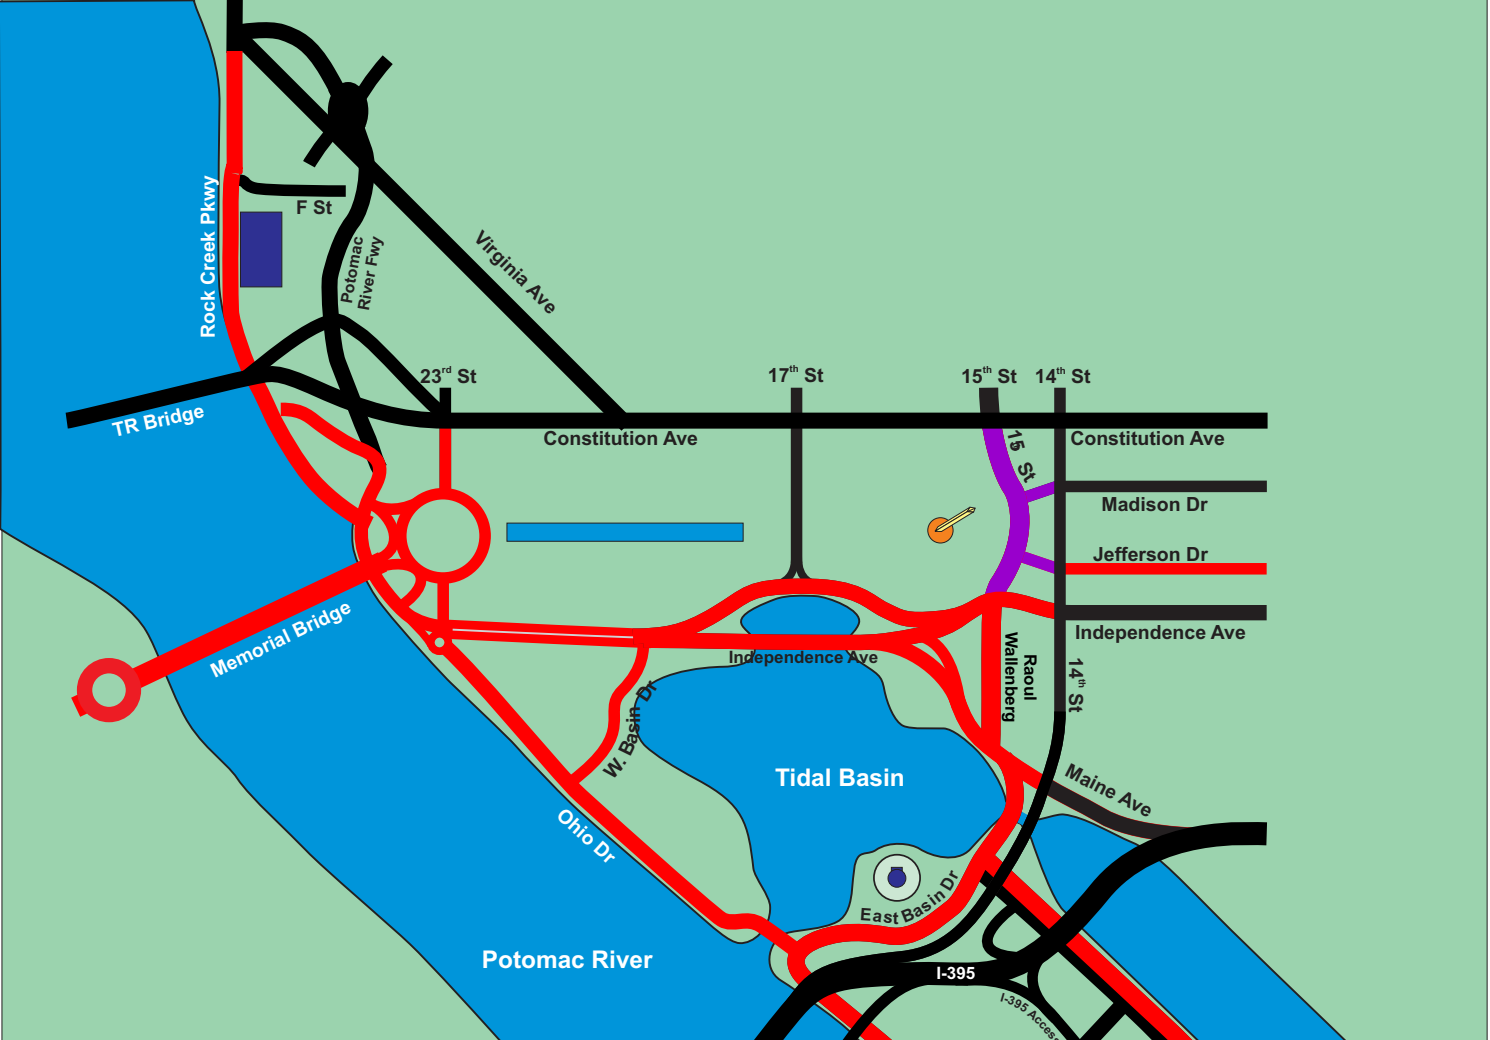 Rock Creek Pkwy
F St
Potomac
River Fwy
Virginia Ave
TR Bridge
23rd St
17th St
15th St
14th St
Constitution Ave
15 St
Constitution Ave
Madison Dr
Jefferson Dr
Memorial Bridge
Independence Ave
Independence Ave
Raoul
Wallenberg
14th St
W. Basin Dr
Tidal Basin
Maine Ave
Ohio Dr
East Basin Dr
Potomac River
I-395
I-395 Access